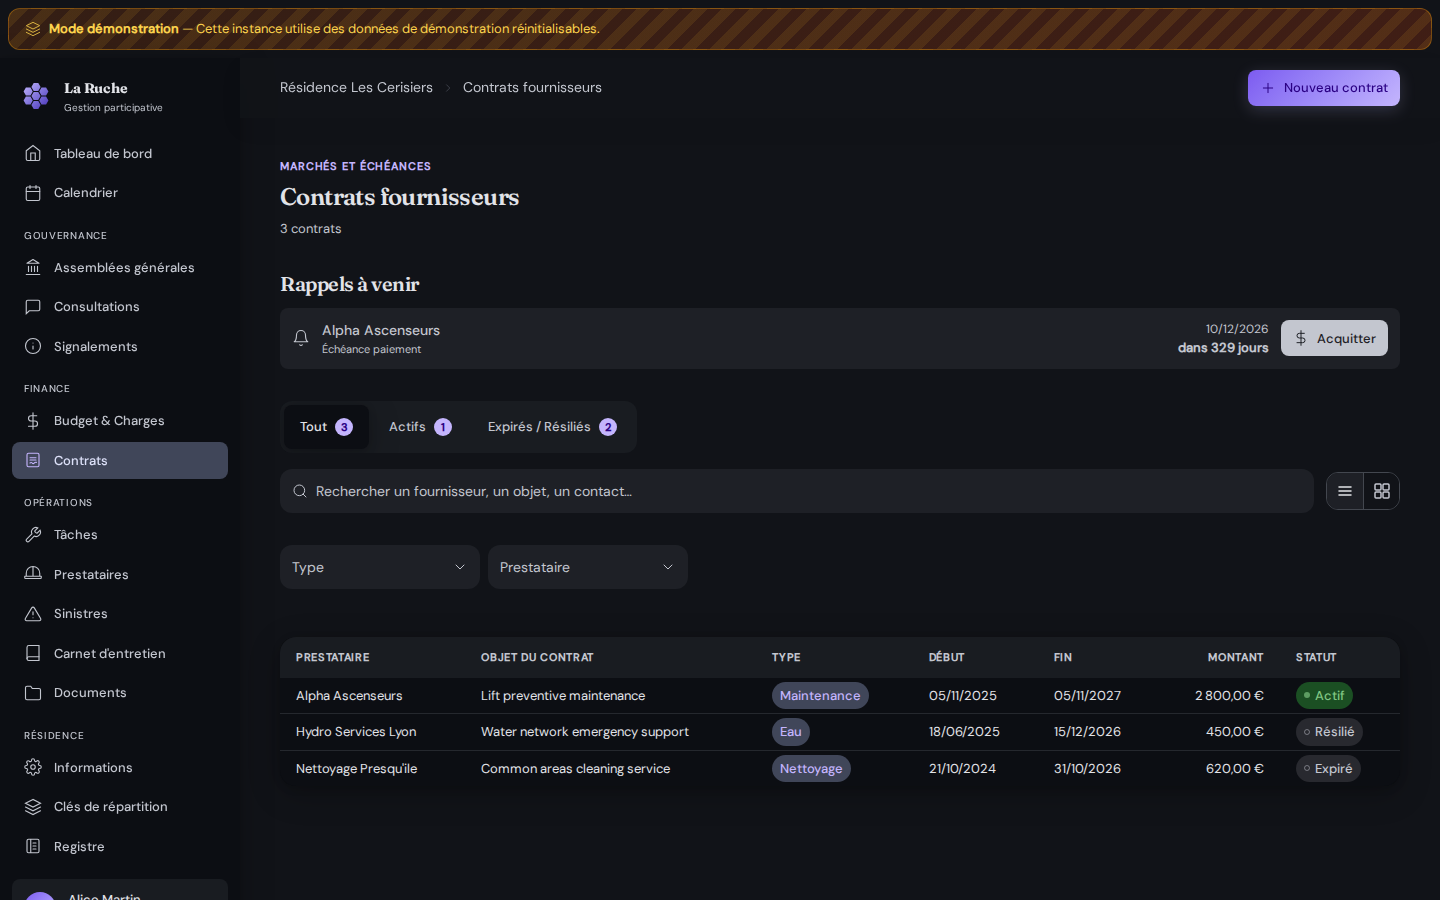 Mode démonstration — Cette instance utilise des données de démonstration réinitialisables.
La Ruche
Gestion participative
Tableau de bord
Calendrier
GOUVERNANCE
Assemblées générales
Consultations
Signalements
FINANCE
Budget & Charges
Contrats
OPÉRATIONS
Tâches
Prestataires
Sinistres
Carnet d'entretien
Documents
RÉSIDENCE
Informations
Clés de répartition
Registre
Alice Martin
Résidence Les Cerisiers > Contrats fournisseurs
+ Nouveau contrat
MARCHÉS ET ÉCHÉANCES
Contrats fournisseurs
3 contrats
Rappels à venir
Alpha Ascenseurs
Échéance paiement
10/12/2026
dans 329 jours
$ Acquitter
Tout 3 Actifs 1 Expirés / Résiliés 2
Rechercher un fournisseur, un objet, un contact...
Type Prestataire
PRESTATAIRE OBJET DU CONTRAT TYPE DÉBUT FIN MONTANT STATUT
Alpha Ascenseurs Lift preventive maintenance Maintenance 05/11/2025 05/11/2027 2 800,00 € Actif
Hydro Services Lyon Water network emergency support Eau 18/06/2025 15/12/2026 450,00 € Résilié
Nettoyage Presqu'île Common areas cleaning service Nettoyage 21/10/2024 31/10/2026 620,00 € Expiré